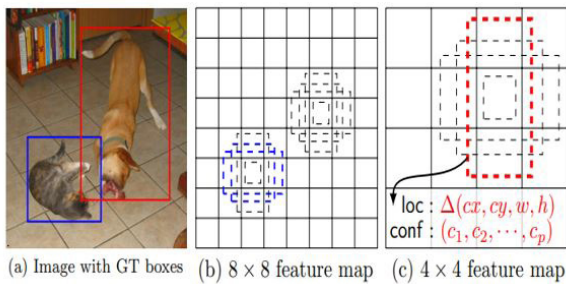 loc : Δ(cx, cy, w, h)
conf : (c₁, c₂, ⋯, cₚ)
(a) Image with GT boxes
(b) 8 × 8 feature map
(c) 4 × 4 feature map